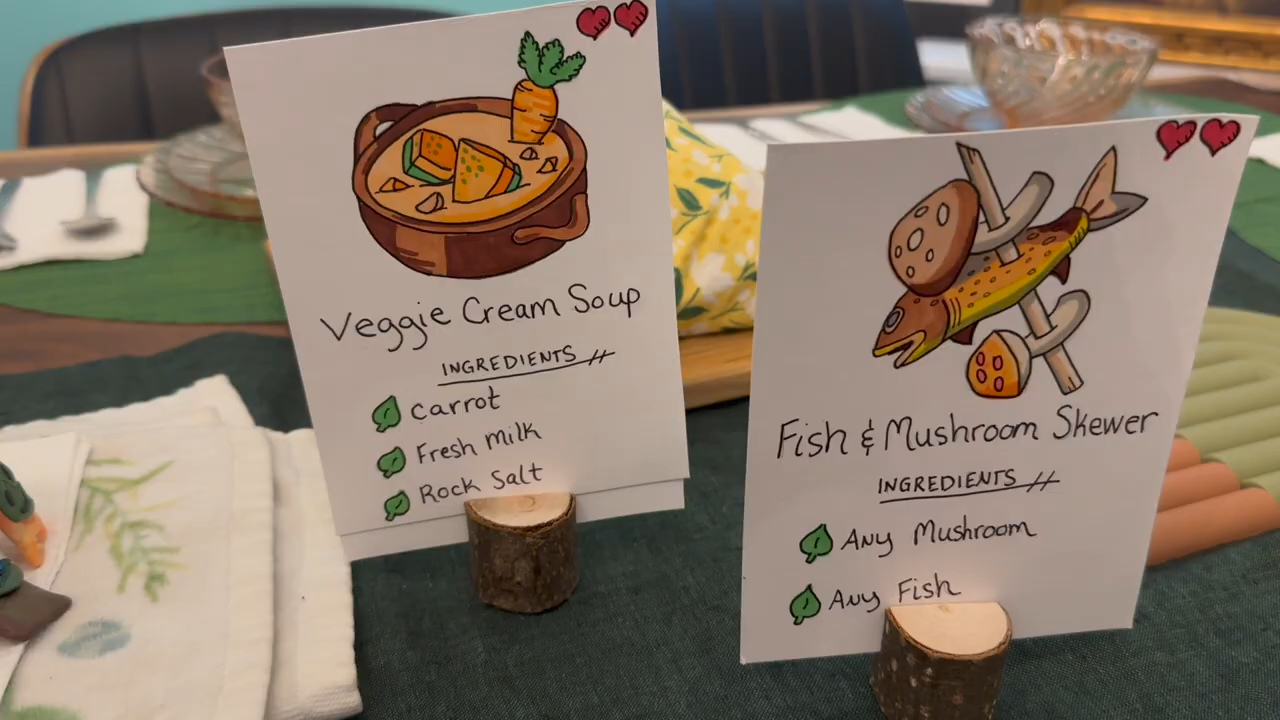 Veggie Cream Soup
INGREDIENTS
Carrot
Fresh Milk
Rock Salt
Fish & Mushroom Skewer
INGREDIENTS
Any Mushroom
Any Fish